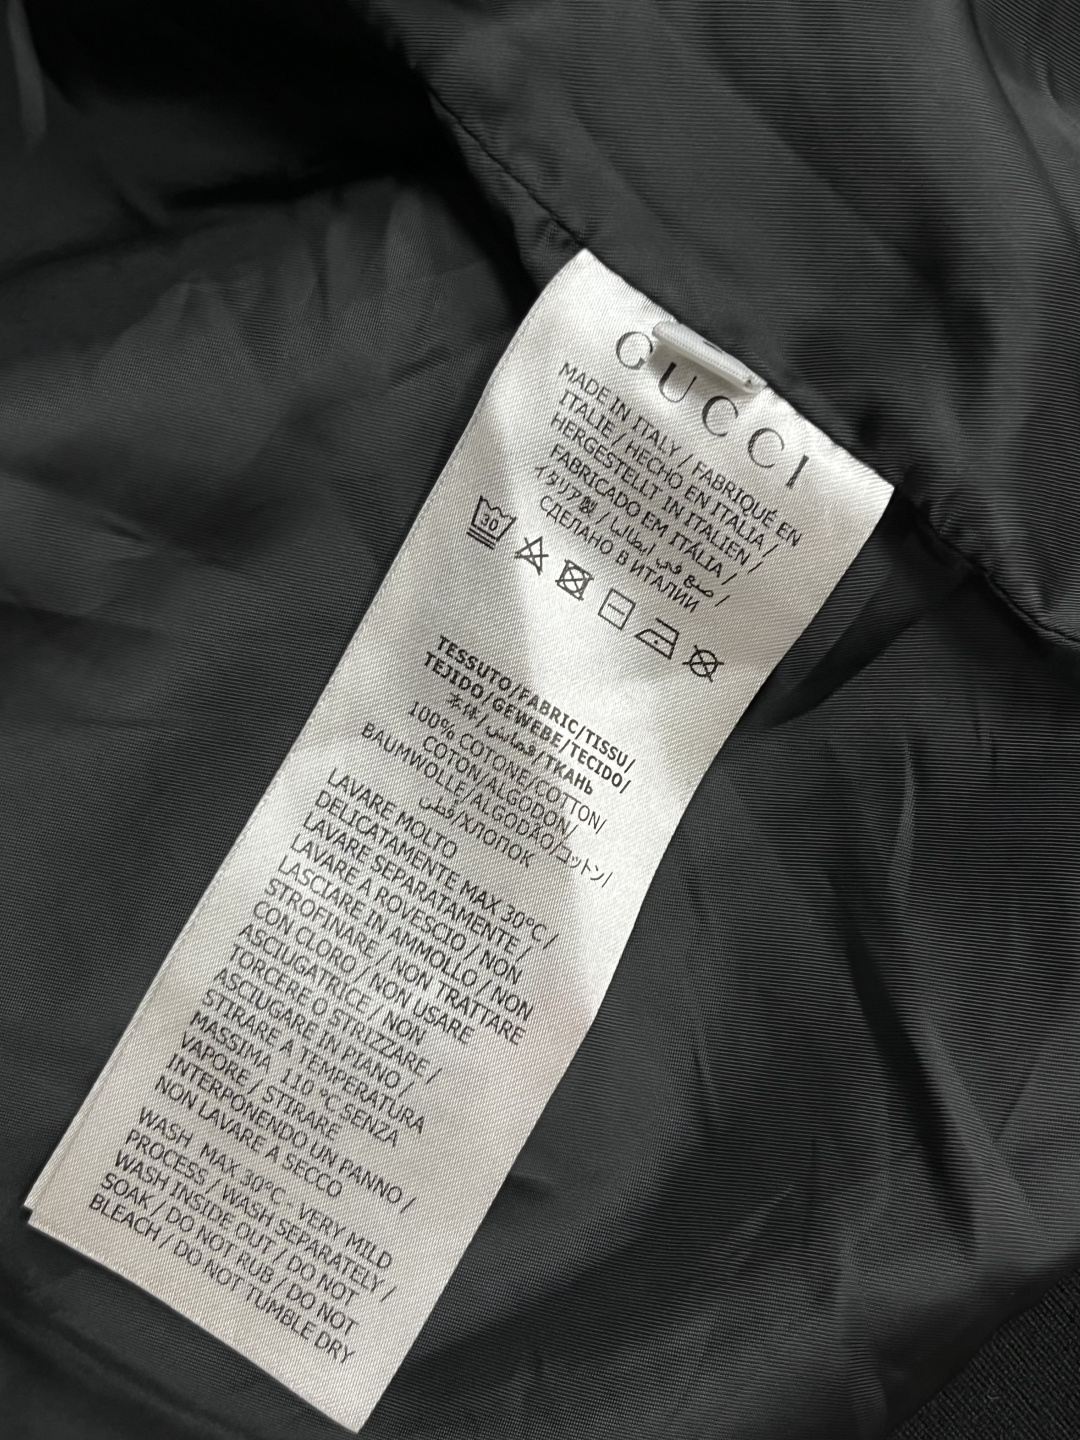 GUCCI
MADE IN ITALY / FABRIQUÉ EN
ITALIE / HECHO EN ITALIA /
HERGESTELLT IN ITALIEN /
FABRICADO EM ITÁLIA /
イタリア製 / صنع في ايطاليا /
СДЕЛАНО В ИТАЛИИ
30
TESSUTO/FABRIC/TISSU/
TEJIDO/GEWEBE/TECIDO/
本体/قماش/ТКАНЬ
100% COTONE/COTTON/
COTON/ALGODON/
BAUMWOLLE/ALGODÃO/コットン/
قطني/ХЛОПОК
LAVARE MOLTO
DELICATAMENTE MAX 30°C /
LAVARE SEPARATAMENTE /
LAVARE A ROVESCIO / NON
LASCIARE IN AMMOLLO / NON
STROFINARE / NON TRATTARE
CON CLORO / NON USARE
ASCIUGATRICE / NON
TORCERE O STRIZZARE /
ASCIUGARE IN PIANO /
STIRARE A TEMPERATURA
MASSIMA 110 °C SENZA
VAPORE / STIRARE
INTERPONENDO UN PANNO /
NON LAVARE A SECCO
WASH MAX 30°C - VERY MILD
PROCESS / WASH SEPARATELY /
WASH INSIDE OUT / DO NOT
SOAK / DO NOT RUB / DO NOT
BLEACH / DO NOT TUMBLE DRY